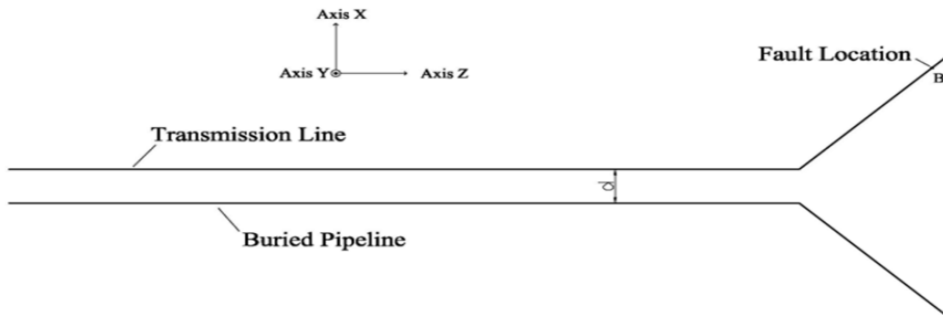 Axis X
Fault Location
Axis Y Axis Z
B
Transmission Line
d
Buried Pipeline